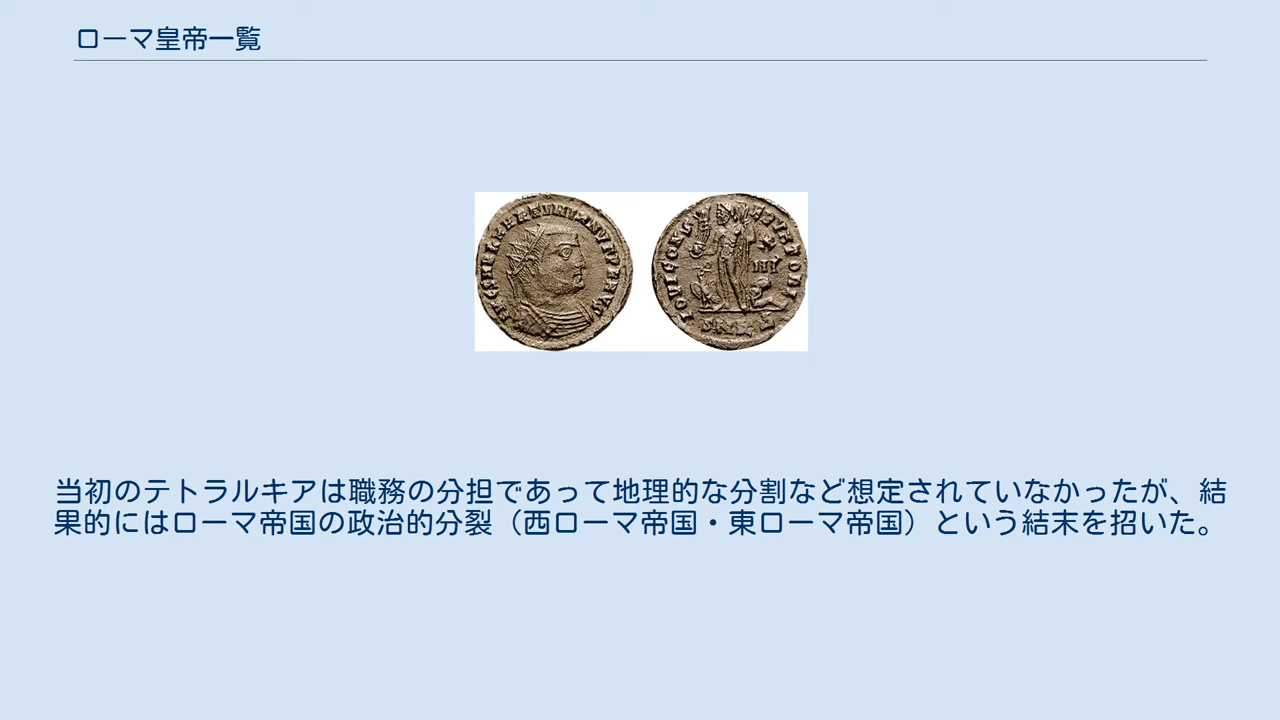 ローマ皇帝一覧
当初のテトラルキアは職務の分担であって地理的な分割など想定されていなかったが、結
果的にはローマ帝国の政治的分裂（西ローマ帝国・東ローマ帝国）という結末を招いた。